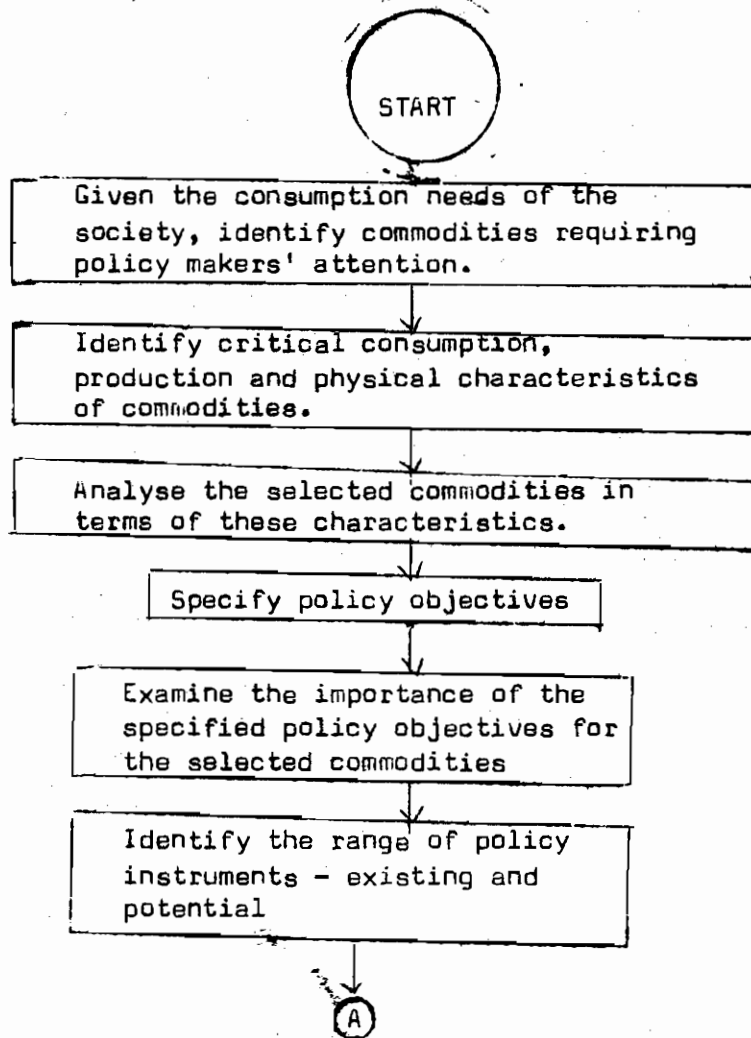 START
Given the consumption needs of the
society, identify commodities requiring
policy makers' attention.
Identify critical consumption,
production and physical characteristics
of commodities.
Analyse the selected commodities in
terms of these characteristics.
Specify policy objectives
Examine the importance of the
specified policy objectives for
the selected commodities
Identify the range of policy
instruments - existing and
potential
A